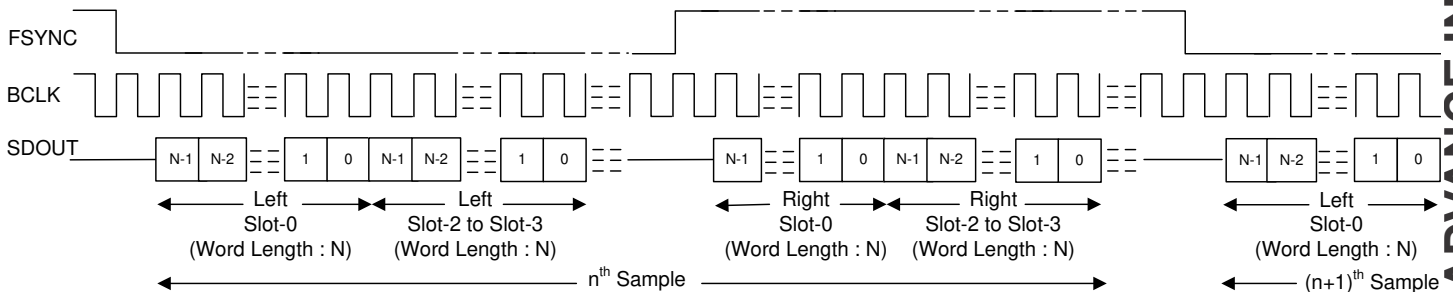 FSYNC
BCLK
SDOUT
N-1 N-2 1 0 N-1 N-2 1 0 N-1 1 0 N-1 N-2 1 0 N-1 N-2 1 0
Left Left Right Right Left
Slot-0 Slot-2 to Slot-3 Slot-0 Slot-2 to Slot-3 Slot-0
(Word Length : N) (Word Length : N) (Word Length : N) (Word Length : N) (Word Length : N)
nth Sample (n+1)th Sample